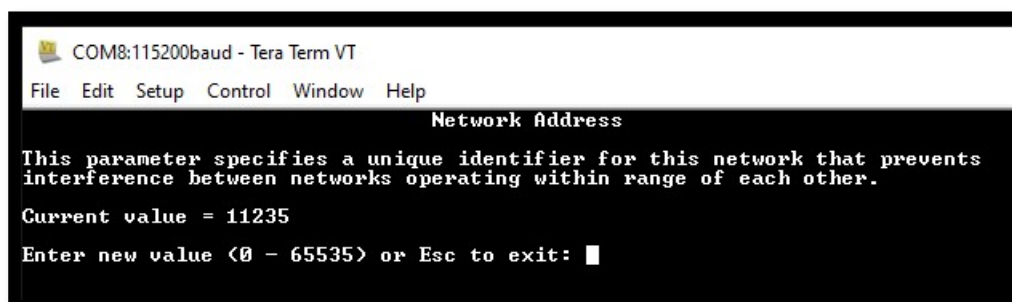 COM8:115200baud - Tera Term VT
File Edit Setup Control Window Help
Network Address
This parameter specifies a unique identifier for this network that prevents
interference between networks operating within range of each other.
Current value = 11235
Enter new value (0 - 65535) or Esc to exit: